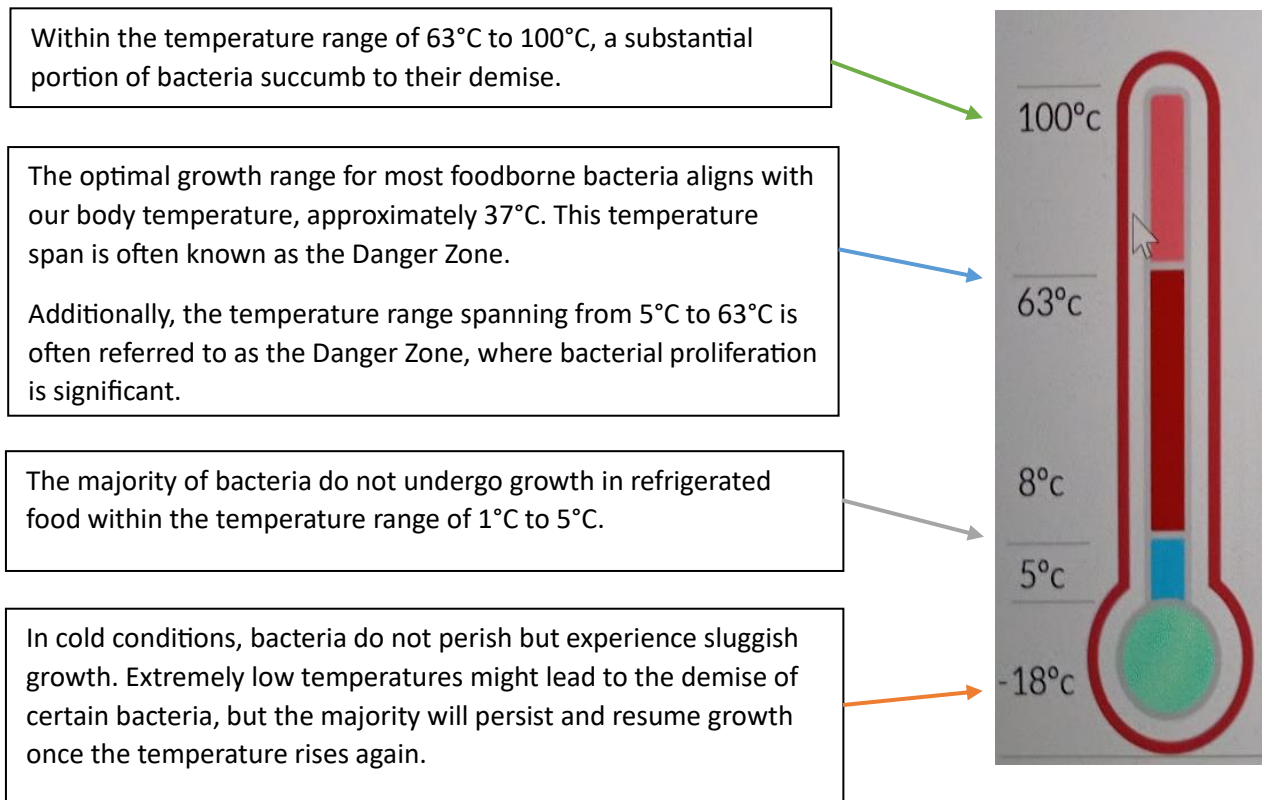 Within the temperature range of 63°C to 100°C, a substantial
portion of bacteria succumb to their demise.
The optimal growth range for most foodborne bacteria aligns with
our body temperature, approximately 37°C. This temperature
span is often known as the Danger Zone.
Additionally, the temperature range spanning from 5°C to 63°C is
often referred to as the Danger Zone, where bacterial proliferation
is significant.
The majority of bacteria do not undergo growth in refrigerated
food within the temperature range of 1°C to 5°C.
In cold conditions, bacteria do not perish but experience sluggish
growth. Extremely low temperatures might lead to the demise of
certain bacteria, but the majority will persist and resume growth
once the temperature rises again.
100°c
63°c
8°c
5°c
-18°c